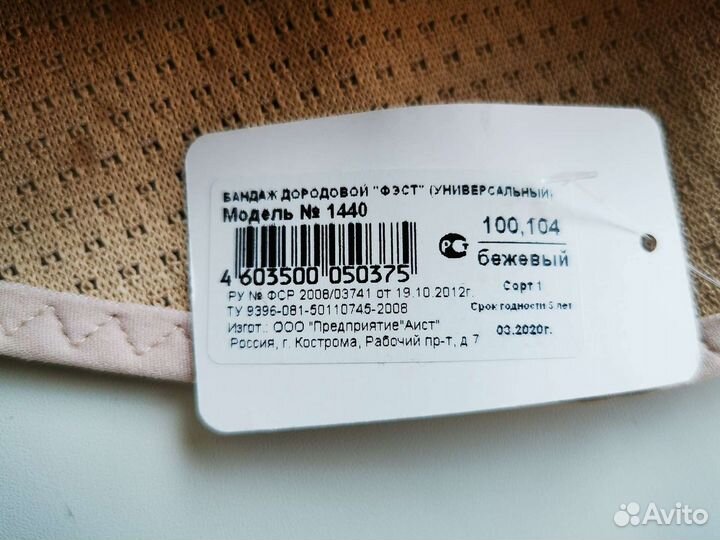 БАНДАЖ ДОРОДОВОЙ "ФЭСТ" (УНИВЕРСАЛЬНЫЙ)
Модель № 1440
4 603500 050375
РСТ
100,104
бежевый
Сорт 1
Срок годности 5 лет
03.2020г.
РУ № ФСР 2008/03741 от 19.10.2012г.
ТУ 9396-081-50110745-2008
Изгот.: ООО "Предприятие"Аист"
Россия, г. Кострома, Рабочий пр-т, д.7
Avito